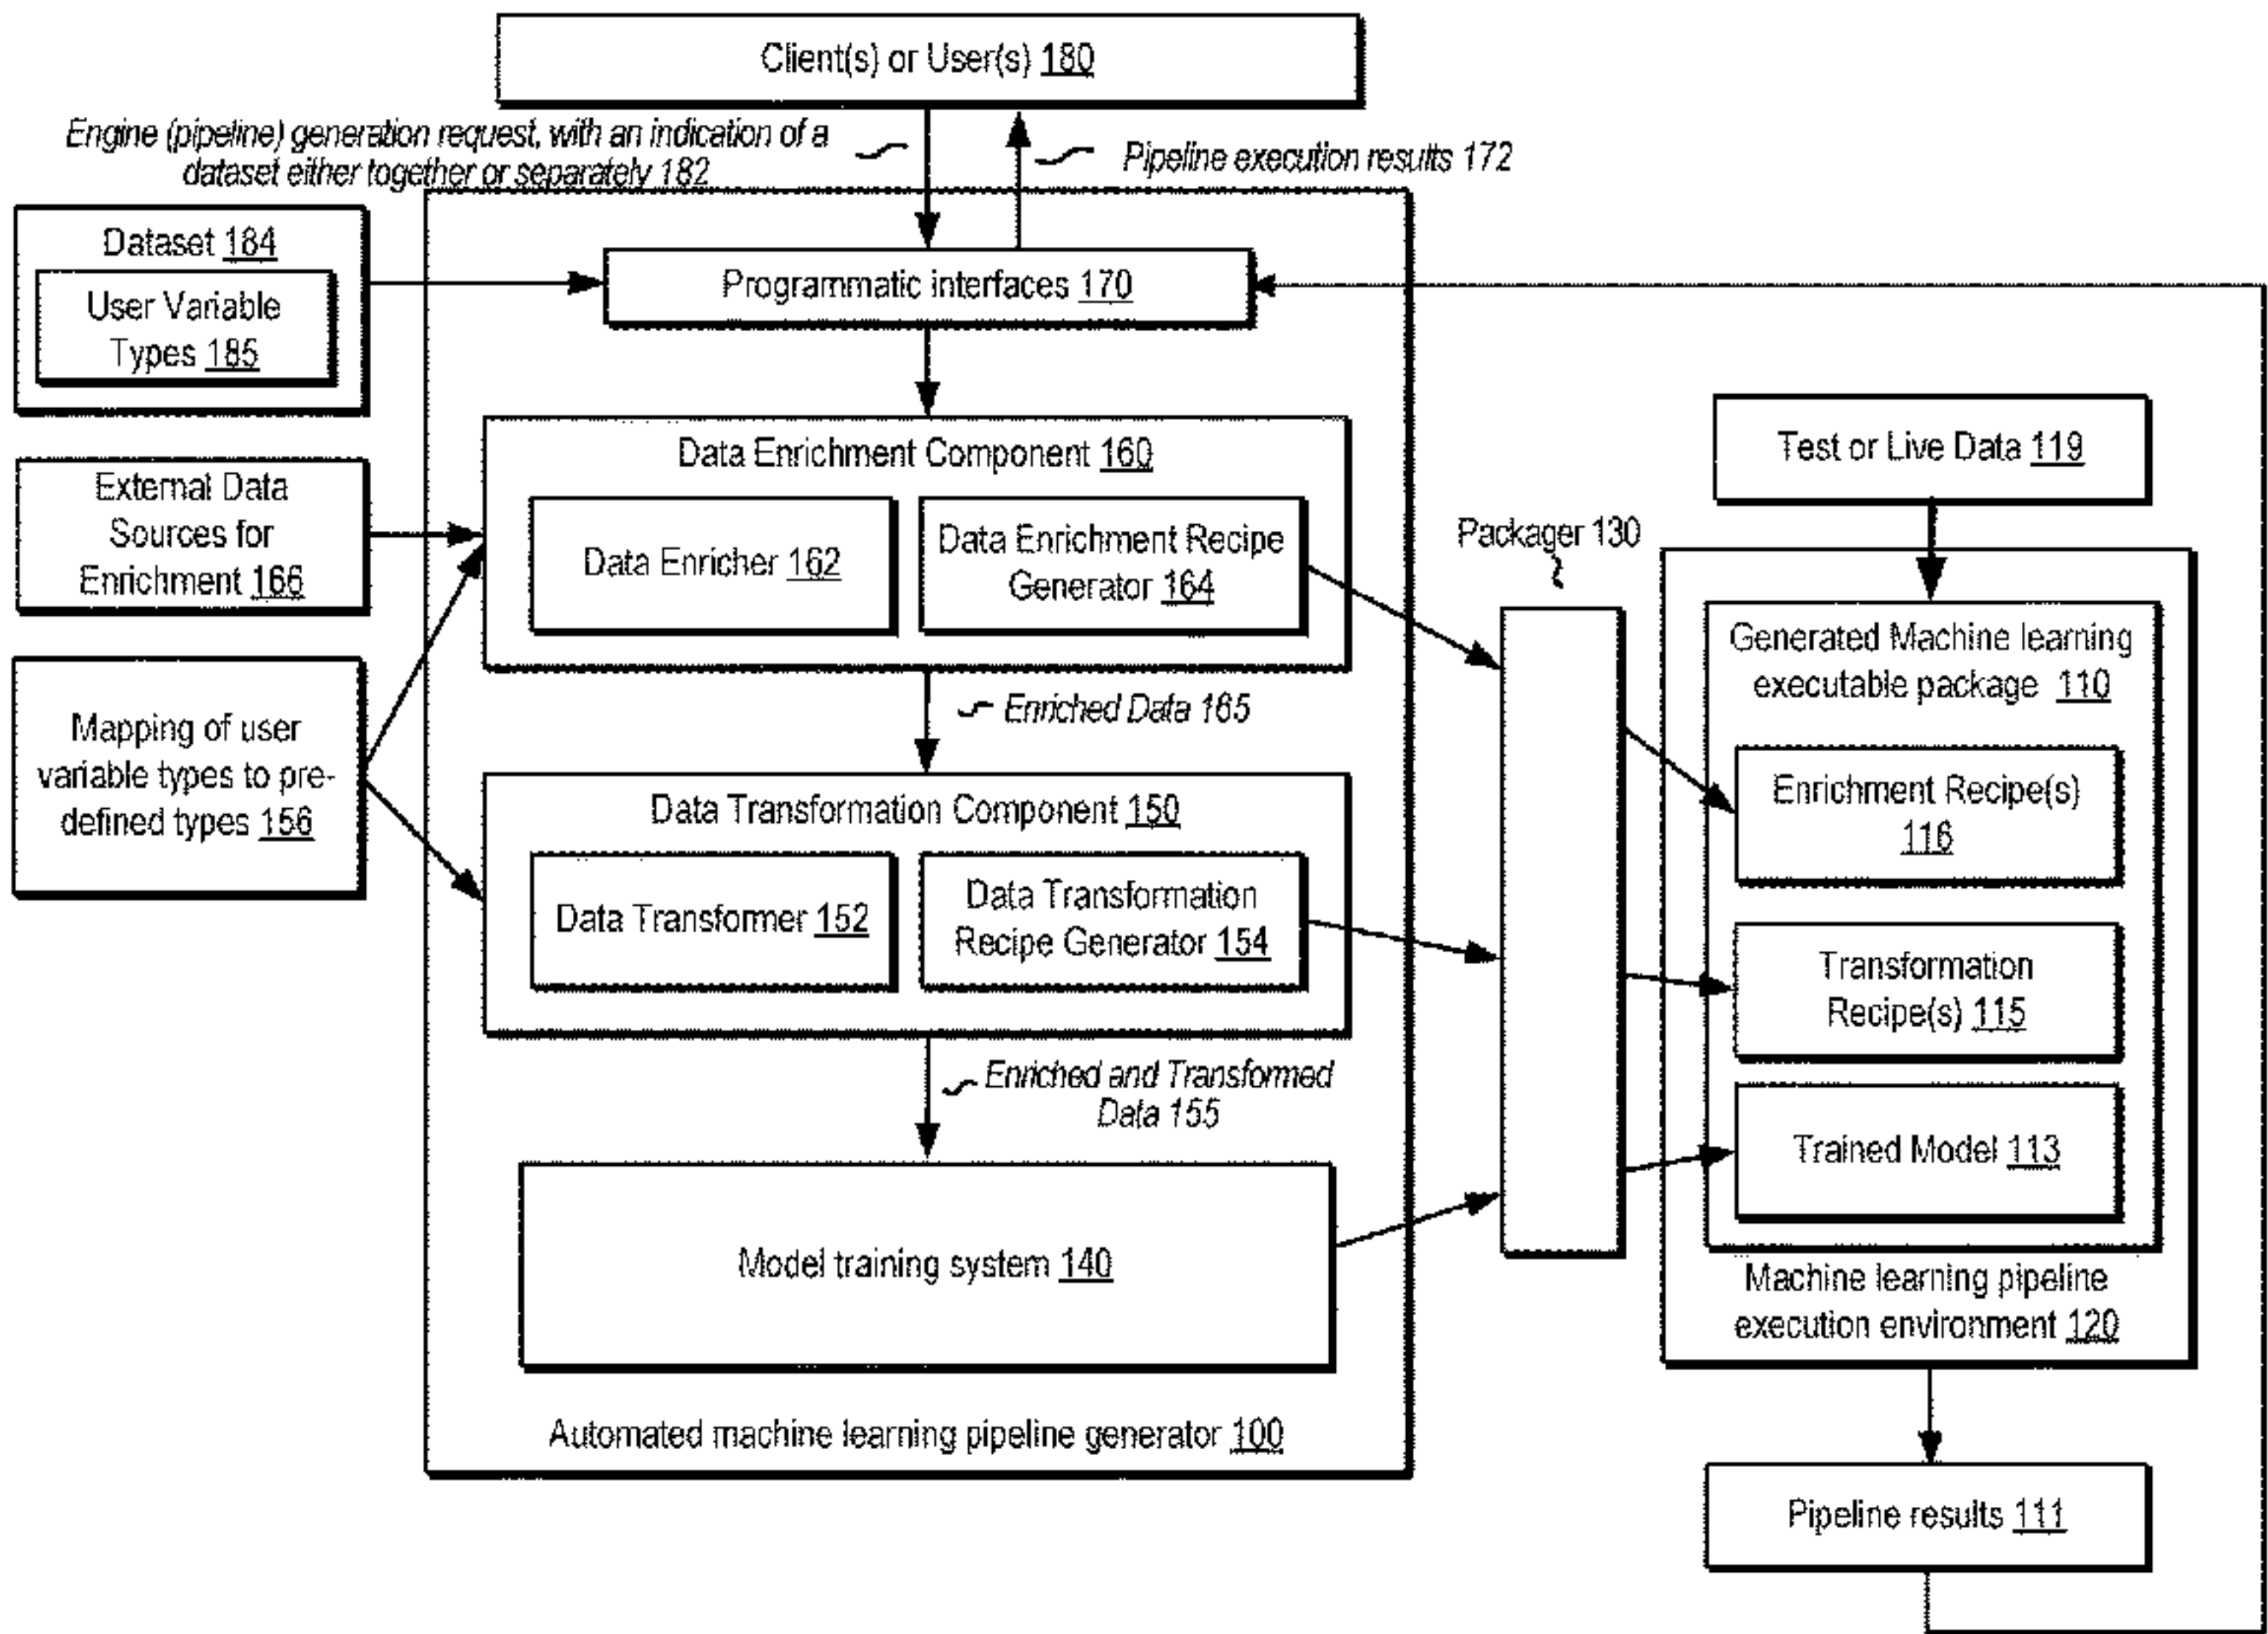 Client(s) or User(s) 180
Engine (pipeline) generation request, with an indication of a
dataset either together or separately 182
Pipeline execution results 172
Dataset 184
User Variable
Types 185
Programmatic interfaces 170
External Data
Sources for
Enrichment 166
Mapping of user
variable types to pre-
defined types 156
Data Enrichment Component 160
Data Enricher 162
Data Enrichment Recipe
Generator 164
Enriched Data 165
Data Transformation Component 150
Data Transformer 152
Data Transformation
Recipe Generator 154
Enriched and Transformed
Data 155
Model training system 140
Automated machine learning pipeline generator 100
Packager 130
Test or Live Data 119
Generated Machine learning
executable package 110
Enrichment Recipe(s)
116
Transformation
Recipe(s) 115
Trained Model 113
Machine learning pipeline
execution environment 120
Pipeline results 111